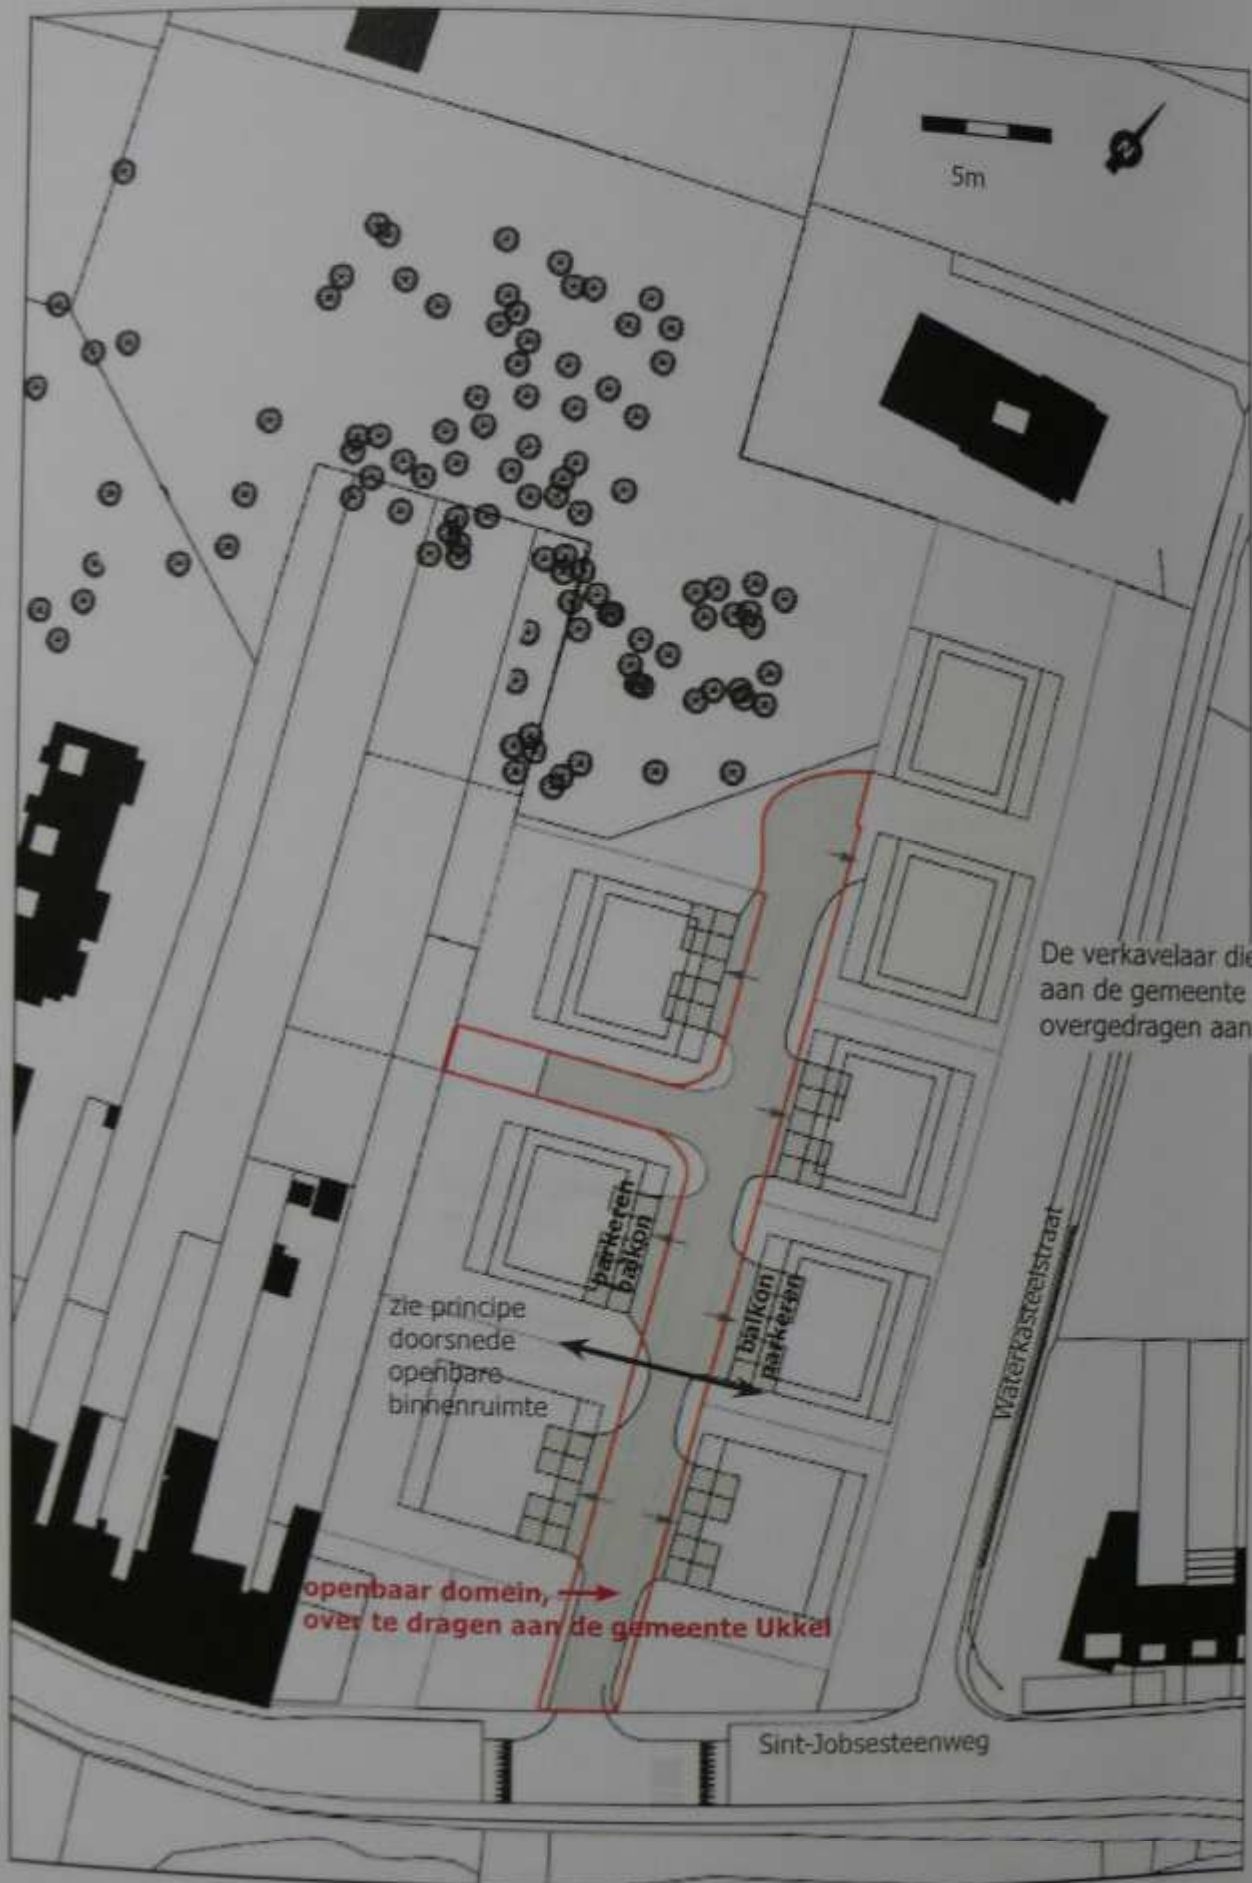 5m
N
De verkavelaar die
aan de gemeente
overgedragen aan
parkeren
balkon
balkon
parkeren
zie principe
doorsnede
openbare
binnenruimte
Waterkasteelstraat
openbaar domein,
over te dragen aan de gemeente Ukkel
Sint-Jobsesteenweg